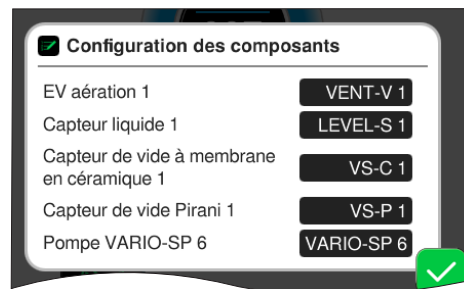 Configuration des composants
EV aération 1 VENT-V 1
Capteur liquide 1 LEVEL-S 1
Capteur de vide à membrane
en céramique 1 VS-C 1
Capteur de vide Pirani 1 VS-P 1
Pompe VARIO-SP 6 VARIO-SP 6